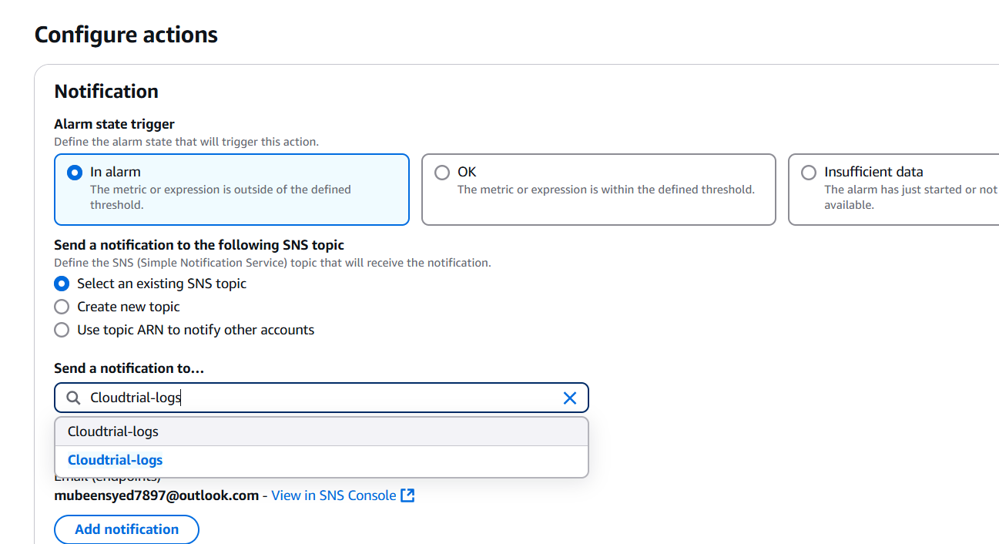 Configure actions
Notification
Alarm state trigger
Define the alarm state that will trigger this action.
In alarm
The metric or expression is outside of the defined
threshold.
OK
The metric or expression is within the defined threshold.
Insufficient data
The alarm has just started or not
available.
Send a notification to the following SNS topic
Define the SNS (Simple Notification Service) topic that will receive the notification.
Select an existing SNS topic
Create new topic
Use topic ARN to notify other accounts
Send a notification to...
Cloudtrial-logs
Cloudtrial-logs
Cloudtrial-logs
Email (endpoints)
mubeensyed7897@outlook.com - View in SNS Console
Add notification